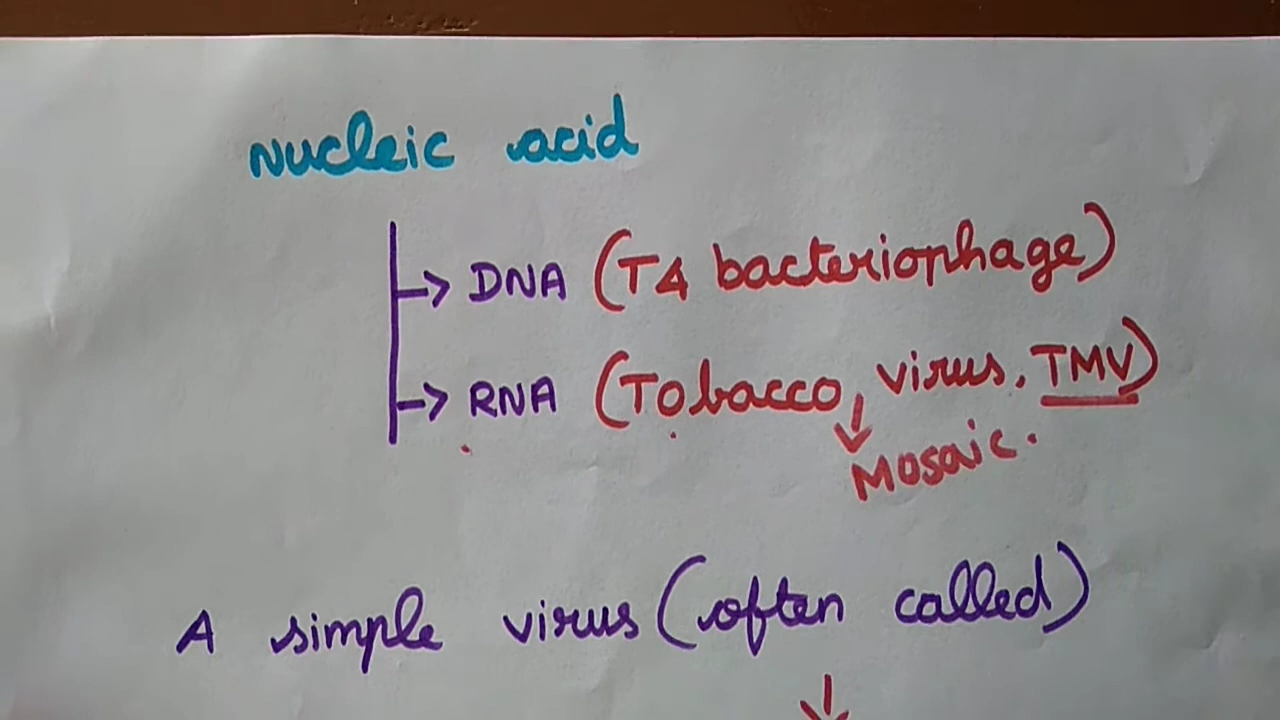 Nucleic acid
→ DNA (T4 bacteriophage)
→ RNA (Tobacco, virus. TMV)
Mosaic.
A simple virus (often called)